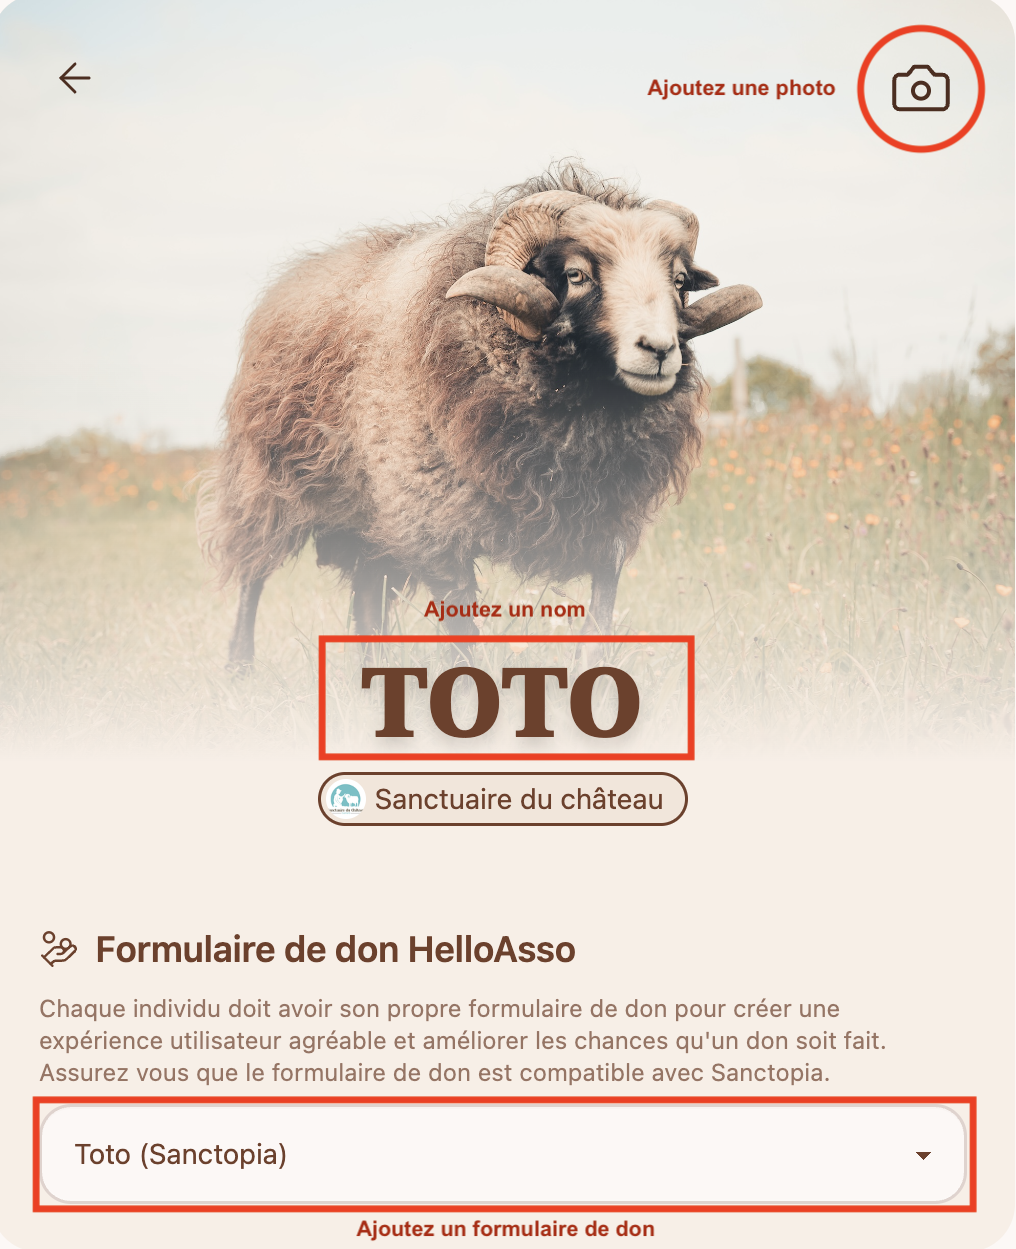 Ajoutez une photo
Ajoutez un nom
TOTO
Sanctuaire du château
Formulaire de don HelloAsso
Chaque individu doit avoir son propre formulaire de don pour créer une
expérience utilisateur agréable et améliorer les chances qu'un don soit fait.
Assurez vous que le formulaire de don est compatible avec Sanctopia.
Toto (Sanctopia)
Ajoutez un formulaire de don